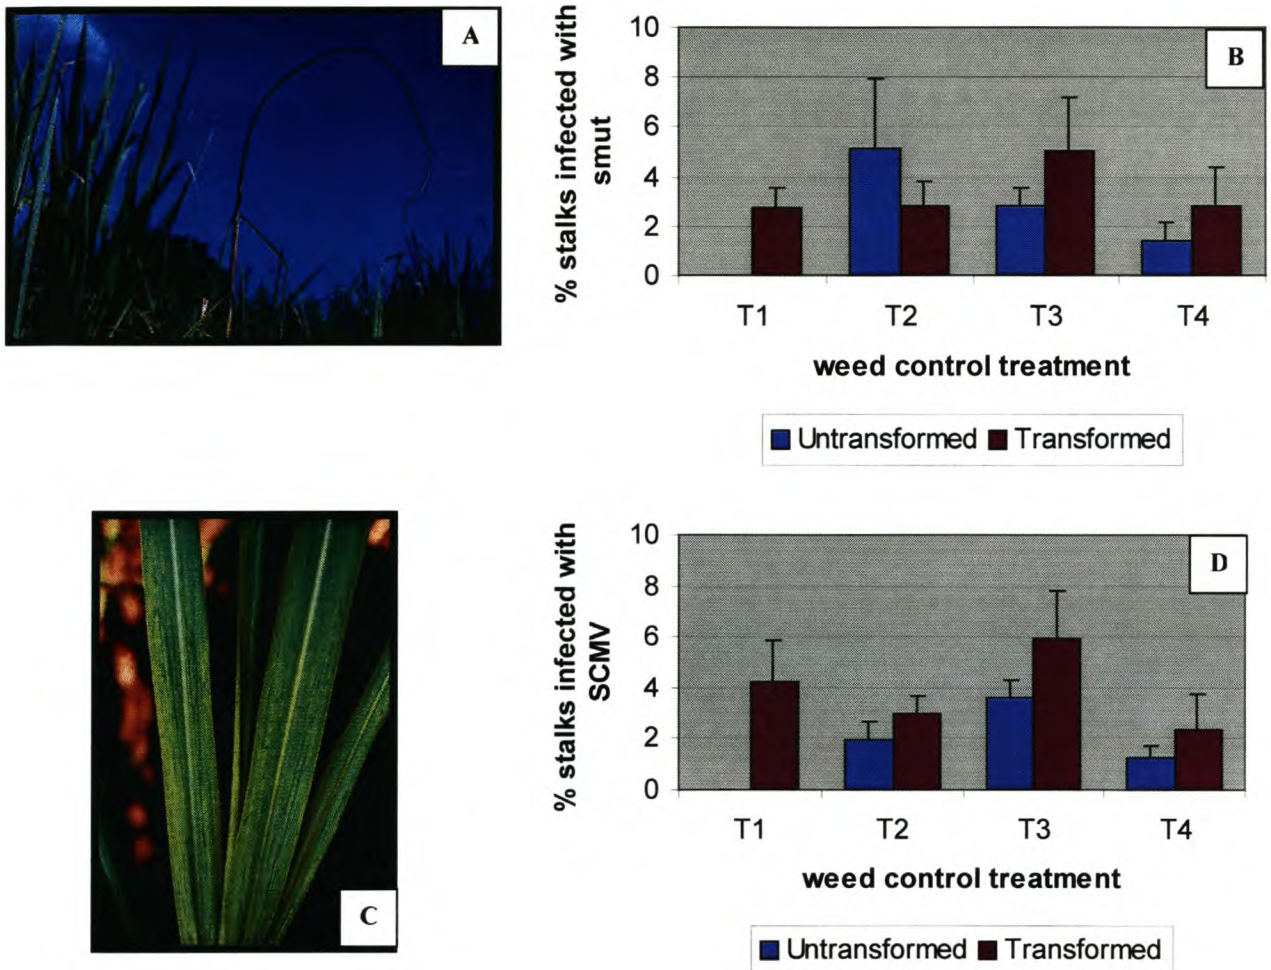 A
% stalks infected with
smut
10
8
6
4
2
0
B
T1 T2 T3 T4
weed control treatment
Untransformed Transformed
C
% stalks infected with
SCMV
10
8
6
4
2
0
D
T1 T2 T3 T4
weed control treatment
Untransformed Transformed